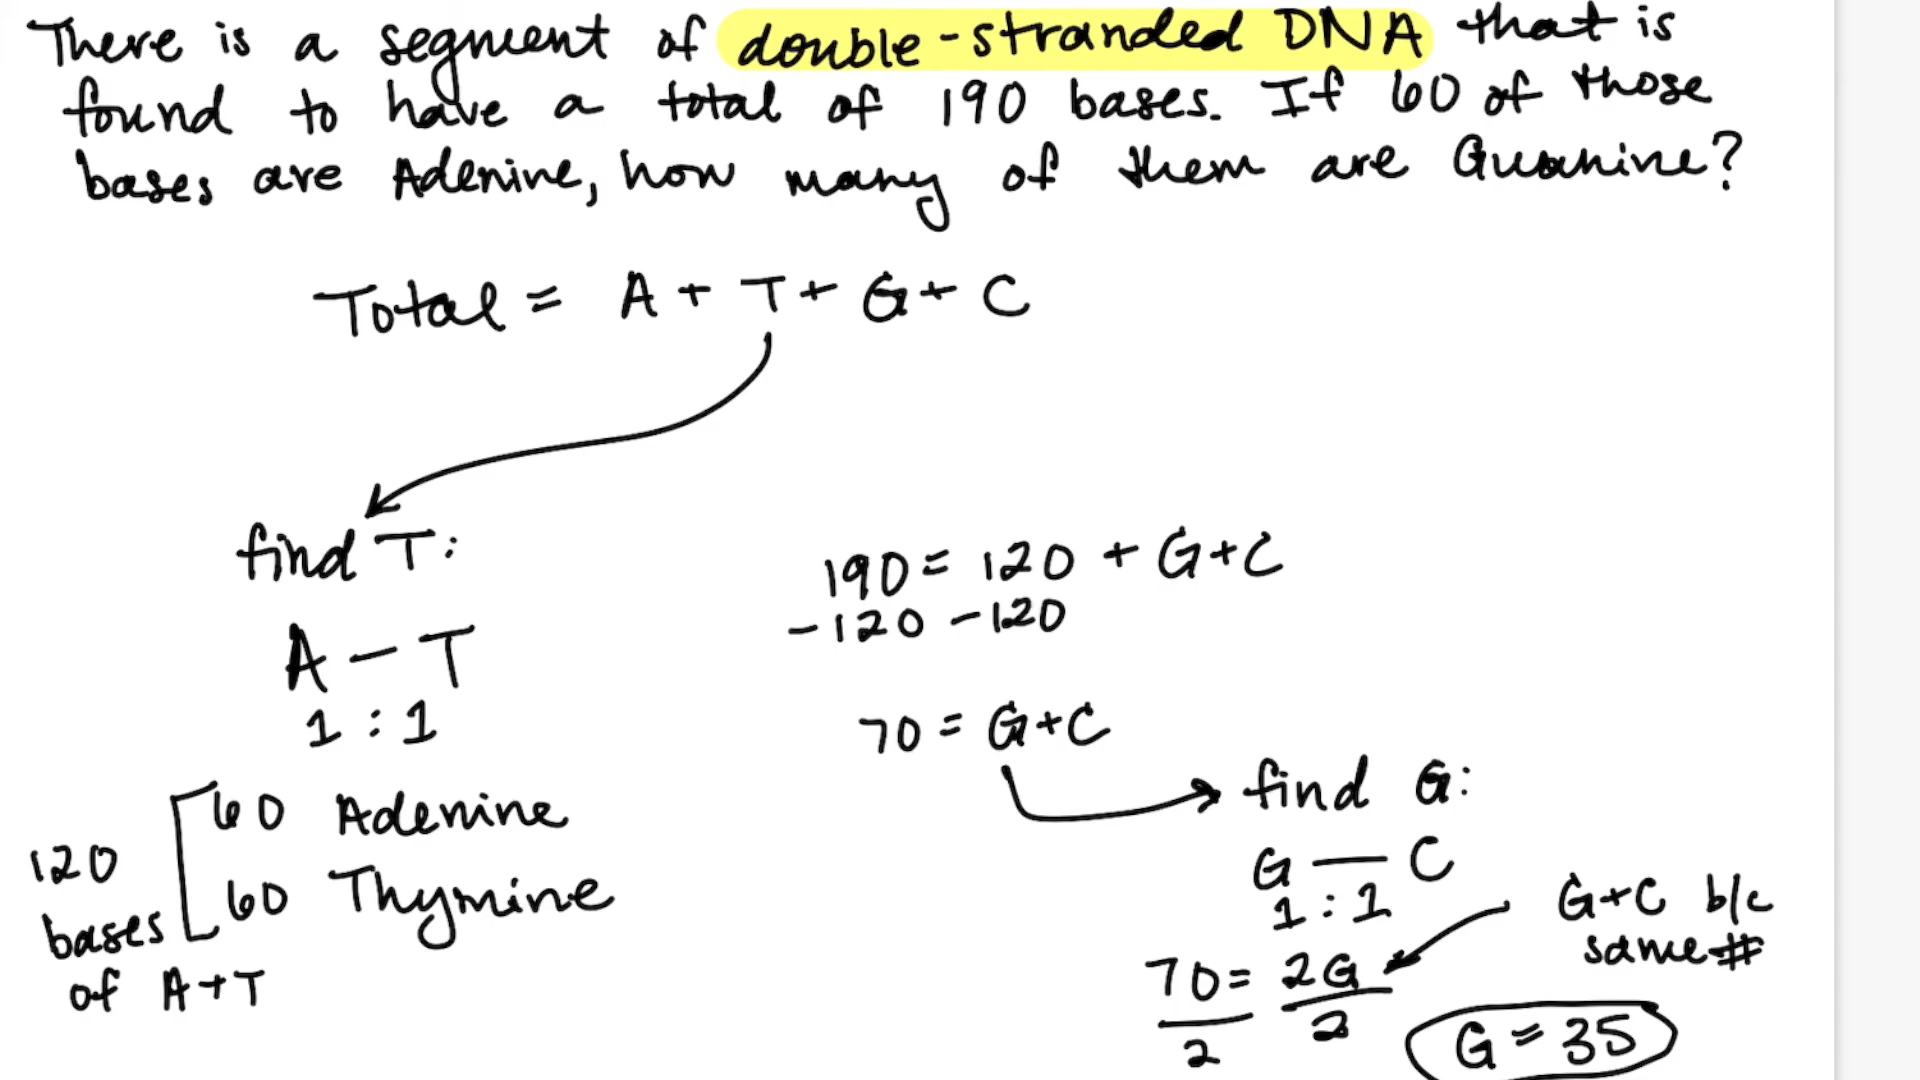 There is a segment of double-stranded DNA that is
found to have a total of 190 bases. If 60 of those
bases are Adenine, how many of them are Guanine?
Total = A + T + G + C
find T:
A - T
1 : 1
60 Adenine
60 Thymine
120
bases
of A+T
190 = 120 + G+C
-120 -120
70 = G+C
find G:
G - C
1 : 1
G+C b/c
same #
70 = 2G
2 2
G = 35